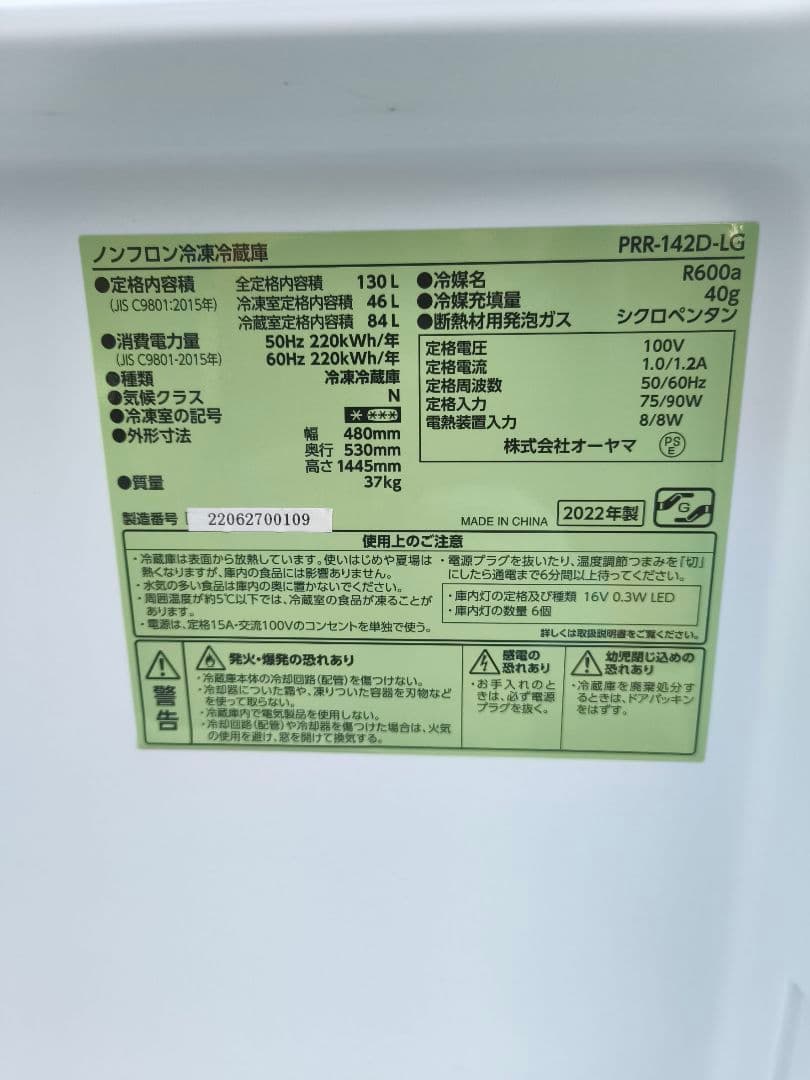 ノンフロン冷凍冷蔵庫
PRR-142D-LG
●定格内容積 全定格内容積 130L
(JIS C9801:2015年) 冷凍室定格内容積 46L
冷蔵室定格内容積 84L
●消費電力量 50Hz 220kWh/年
(JIS C9801-2015年) 60Hz 220kWh/年
●種類 冷凍冷蔵庫
●気候クラス N
●冷凍室の記号 * ***
●外形寸法 幅 480mm
奥行 530mm
高さ 1445mm
●質量 37kg
●冷媒名 R600a
●冷媒充填量 40g
●断熱材用発泡ガス シクロペンタン
定格電圧 100V
定格電流 1.0/1.2A
定格周波数 50/60Hz
定格入力 75/90W
電熱装置入力 8/8W
株式会社オーヤマ PSE
製造番号 22062700109
MADE IN CHINA 2022年製 G
使用上のご注意
・冷蔵庫は表面から放熱しています。使いはじめや夏場は
熱くなりますが、庫内の食品には影響ありません。
・水気の多い食品は庫内の奥に置かないでください。
・周囲温度が約5℃以下では、冷蔵室の食品が凍ることが
あります。
・電源は、定格15A・交流100Vのコンセントを単独で使う。
・電源プラグを抜いたり、温度調節つまみを「切」
にしたら通電まで6分間以上待ってください。
・庫内灯の定格及び種類 16V 0.3W LED
・庫内灯の数量 6個
詳しくは取扱説明書をご覧ください。
警告
発火・爆発の恐れあり
・冷蔵庫本体の冷却回路(配管)を傷つけない。
・冷却器についた霜や、凍りついた容器を刃物など
を使って取らない。
・冷蔵庫内で電気製品を使用しない。
・冷却回路(配管)や冷却器を傷つけた場合は、火気
の使用を避け、窓を開けて換気する。
感電の
恐れあり
・お手入れのと
きは、必ず電源
プラグを抜く。
幼児閉じ込めの
恐れあり
・冷蔵庫を廃棄処分す
るときは、ドアパッキン
をはずす。